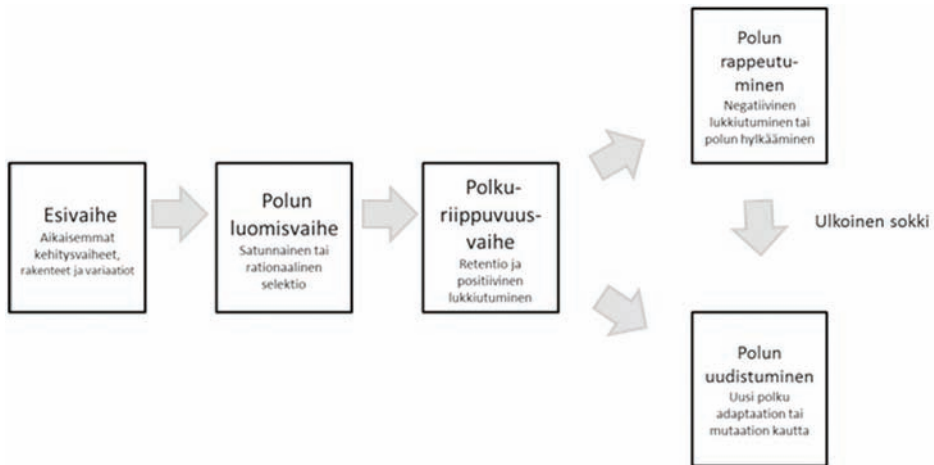 Esivaihe
Aikaisemmat
kehitysvaiheet,
rakenteet ja variaatiot
Polun
luomisvaihe
Satunnainen tai
rationaalinen
selektio
Polku-
riippuvuus-
vaihe
Retentio ja
positiivinen
lukkiutuminen
Polun
rappeutu-
minen
Negatiivinen
lukkiutuminen tai
polun hylkääminen
Ulkoinen sokki
Polun
uudistuminen
Uusi polku
adaptaation tai
mutaation kautta